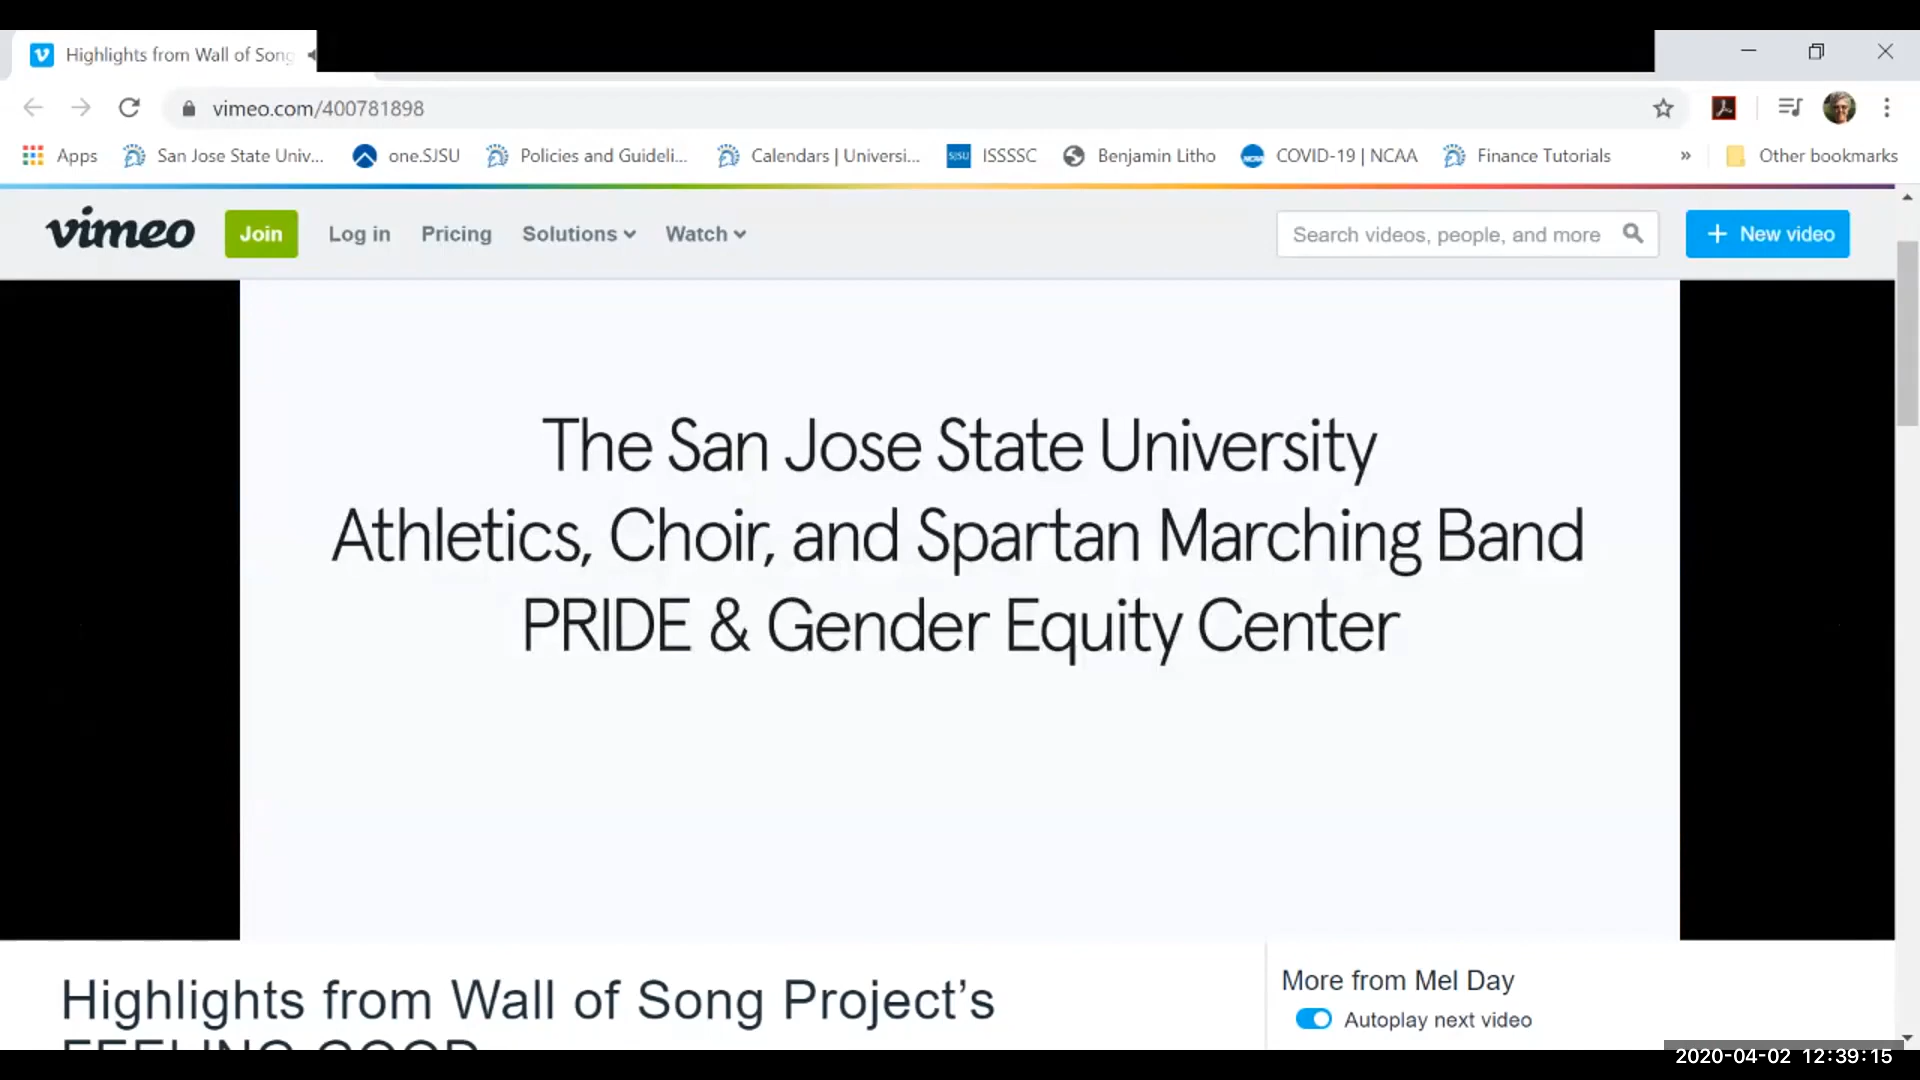 Highlights from Wall of Song
vimeo.com/400781898
Apps San Jose State Univ... one.SJSU Policies and Guideli... Calendars | Universi... SJSU ISSSSC Benjamin Litho NCAA COVID-19 | NCAA Finance Tutorials » Other bookmarks
vimeo Join Log in Pricing Solutions Watch Search videos, people, and more + New video
The San Jose State University
Athletics, Choir, and Spartan Marching Band
PRIDE & Gender Equity Center
Highlights from Wall of Song Project’s
FEELING GOOD
More from Mel Day
Autoplay next video
2020-04-02 12:39:15